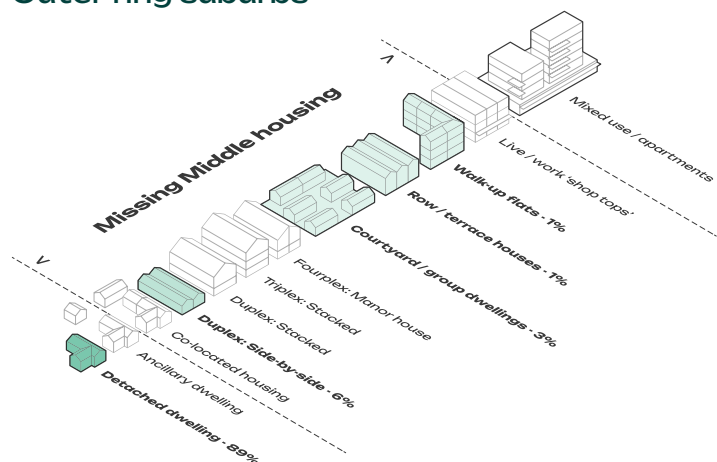 Outer ring suburbs
Missing Middle housing
Mixed use / apartments
Live / work 'shop tops'
Walk-up flats - 1%
Row / terrace houses - 1%
Courtyard / group dwellings - 3%
Fourplex: Manor house
Triplex: Stacked
Duplex: Stacked
Duplex: Side-by-side - 6%
Co-located housing
Ancillary dwelling
Detached dwelling - 89%